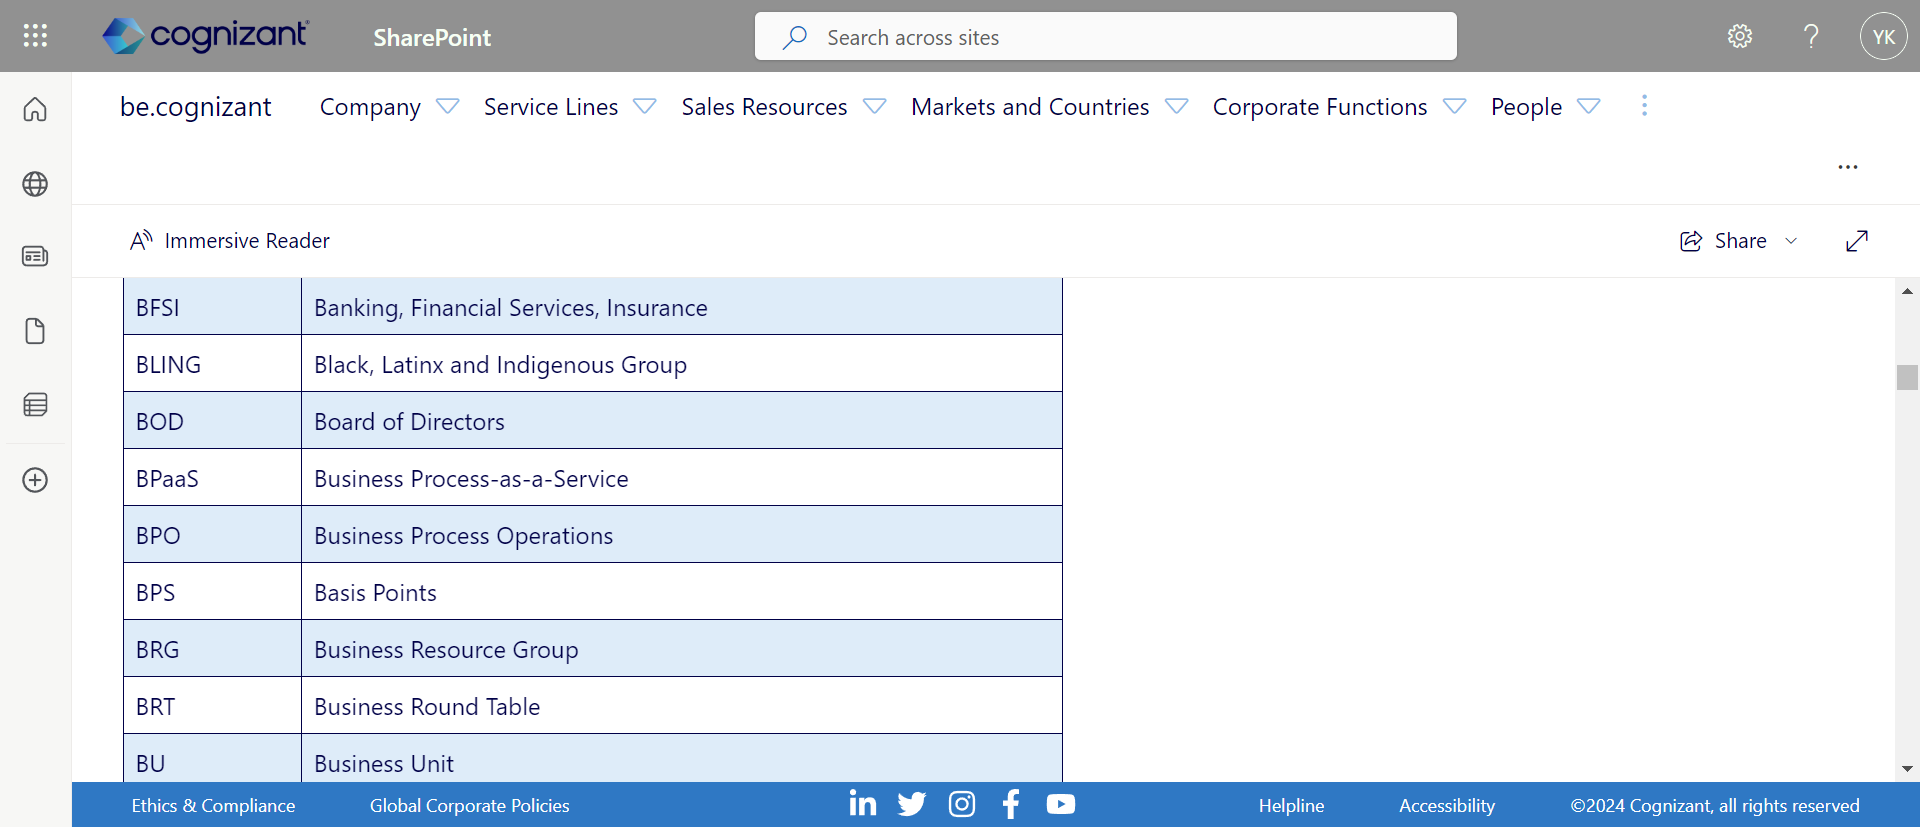 cognizant SharePoint Search across sites YK
be.cognizant Company Service Lines Sales Resources Markets and Countries Corporate Functions People
Immersive Reader Share
BFSI Banking, Financial Services, Insurance
BLING Black, Latinx and Indigenous Group
BOD Board of Directors
BPaaS Business Process-as-a-Service
BPO Business Process Operations
BPS Basis Points
BRG Business Resource Group
BRT Business Round Table
BU Business Unit
Ethics & Compliance Global Corporate Policies Helpline Accessibility ©2024 Cognizant, all rights reserved